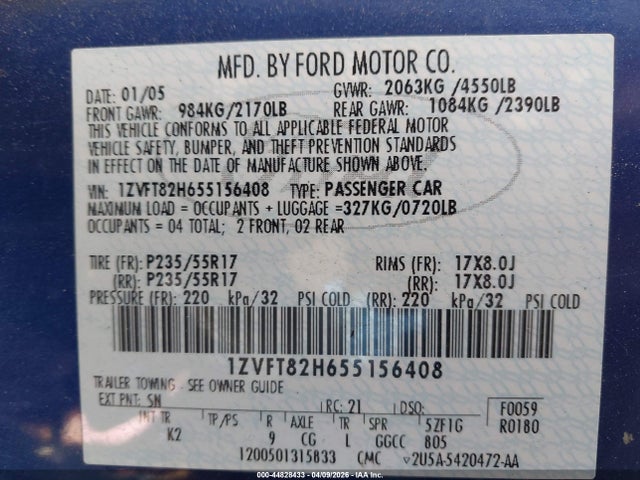 MFD. BY FORD MOTOR CO.
DATE: 01/05 GVWR: 2063KG /4550LB
FRONT GAWR: 984KG/2170LB REAR GAWR: 1084KG /2390LB
THIS VEHICLE CONFORMS TO ALL APPLICABLE FEDERAL MOTOR
VEHICLE SAFETY, BUMPER, AND THEFT PREVENTION STANDARDS
IN EFFECT ON THE DATE OF MANUFACTURE SHOWN ABOVE.
VIN: 1ZVFT82H655156408 TYPE: PASSENGER CAR
MAXIMUM LOAD = OCCUPANTS + LUGGAGE =327KG/0720LB
OCCUPANTS = 04 TOTAL; 2 FRONT, 02 REAR
TIRE (FR): P235/55R17 RIMS (FR): 17X8.0J
(RR): P235/55R17 (RR): 17X8.0J
PRESSURE (FR): 220 kPa/32 PSI COLD (RR): 220 kPa/32 PSI COLD
1ZVFT82H655156408
TRAILER TOWING - SEE OWNER GUIDE
EXT PNT: SN RC: 21 DSO: F0059
INT TR TP/PS R AXLE TR SPR 5ZF1G R0180
K2 9 CG L GGCC 805
1200501315833 CMC 2U5A-5420472-AA
000-44828433 - 04/09/2026 - IAAI.COM